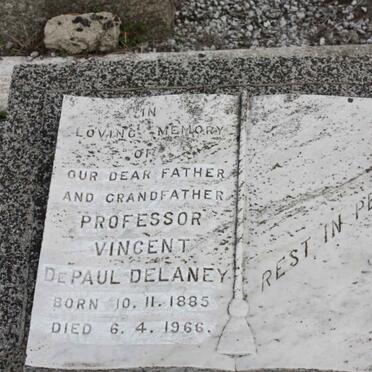 IN
LOVING MEMORY
OF
OUR DEAR FATHER
AND GRANDFATHER
PROFESSOR
VINCENT
DEPAUL DELANEY
BORN 10.11.1885
DIED 6.4.1966.
REST IN PE